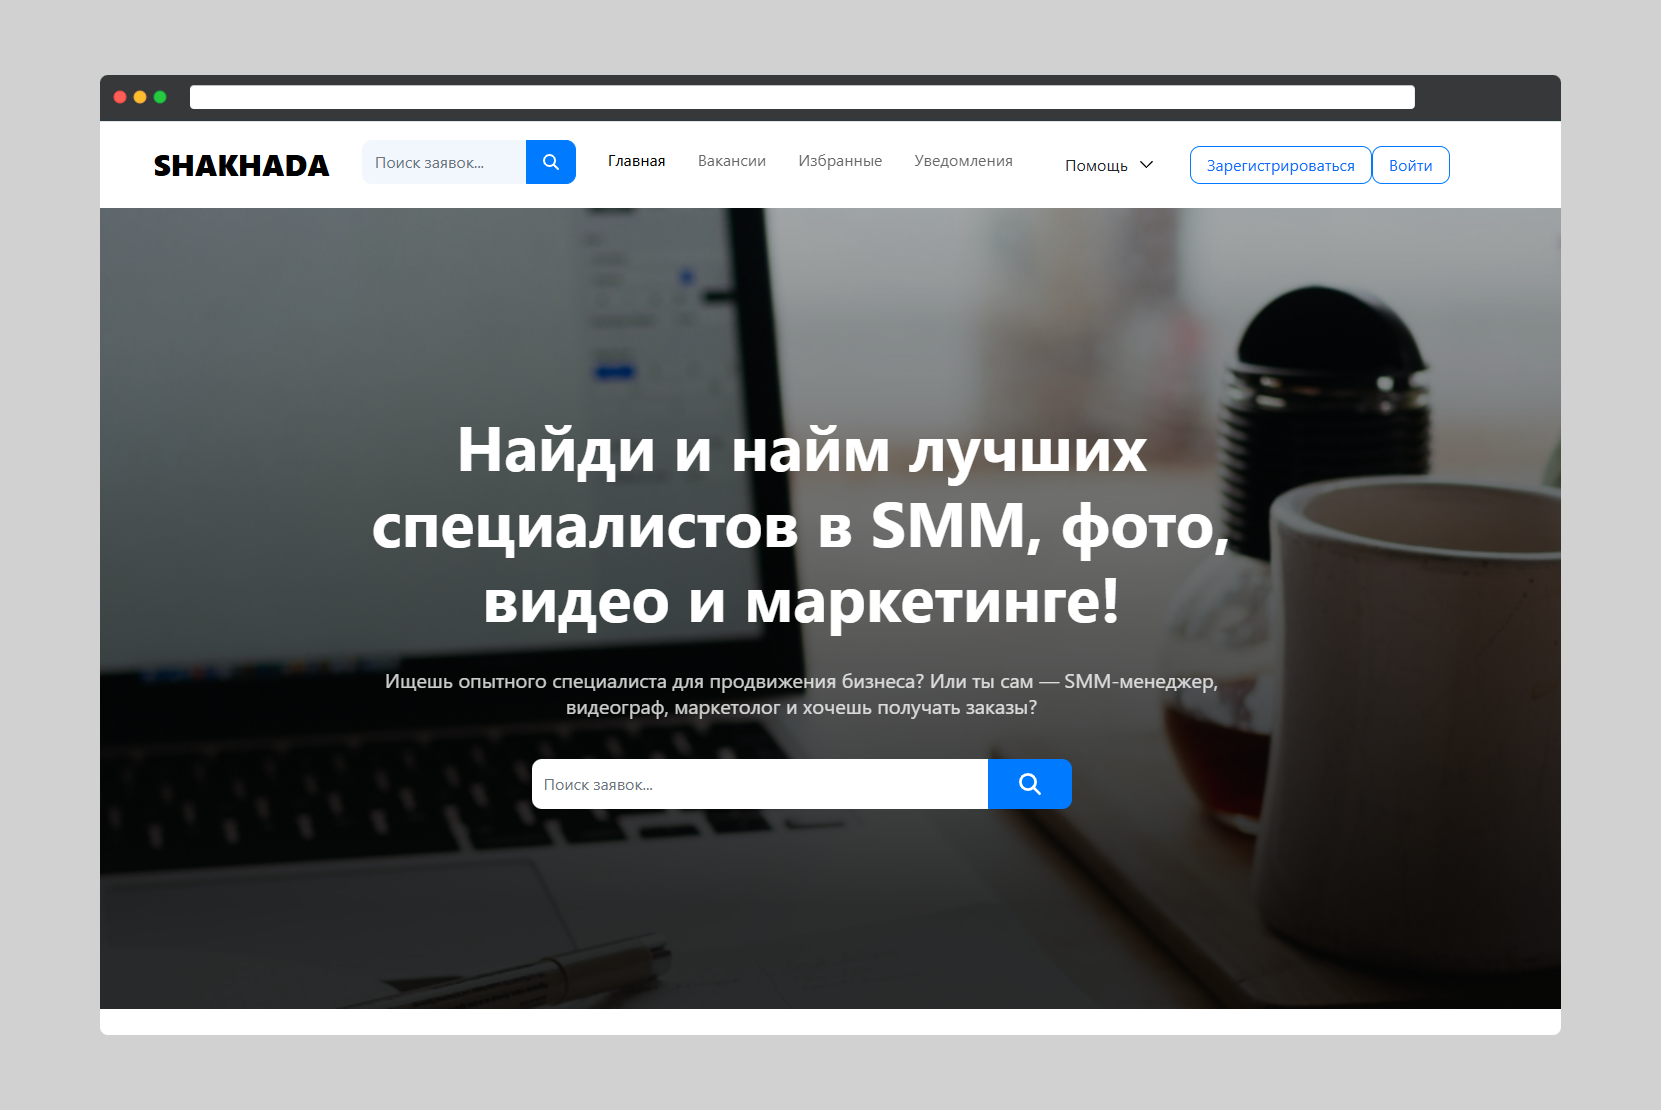 SHAKHADA
Поиск заявок...
Главная
Вакансии
Избранные
Уведомления
Помощь
Зарегистрироваться
Войти
Найди и найм лучших
специалистов в SMM, фото,
видео и маркетинге!
Ищешь опытного специалиста для продвижения бизнеса? Или ты сам — SMM-менеджер,
видеограф, маркетолог и хочешь получать заказы?
Поиск заявок...